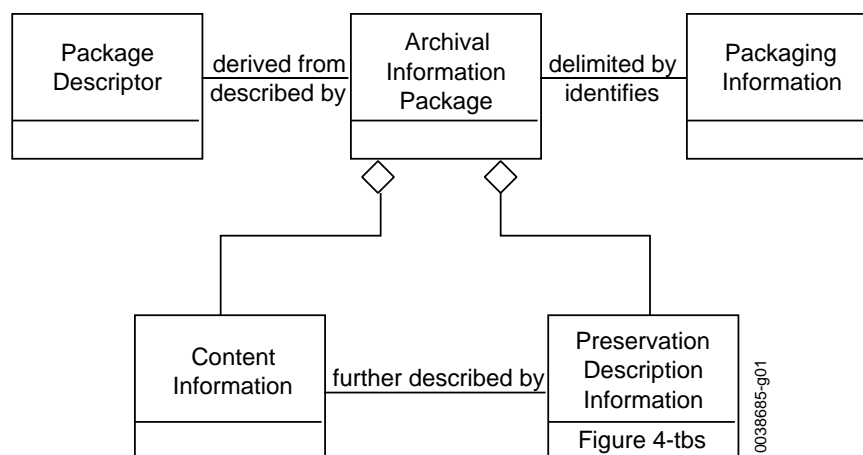 Package
Descriptor
derived from
described by
Archival
Information
Package
delimited by
identifies
Packaging
Information
Content
Information
further described by
Preservation
Description
Information
Figure 4-tbs
0038685-g01